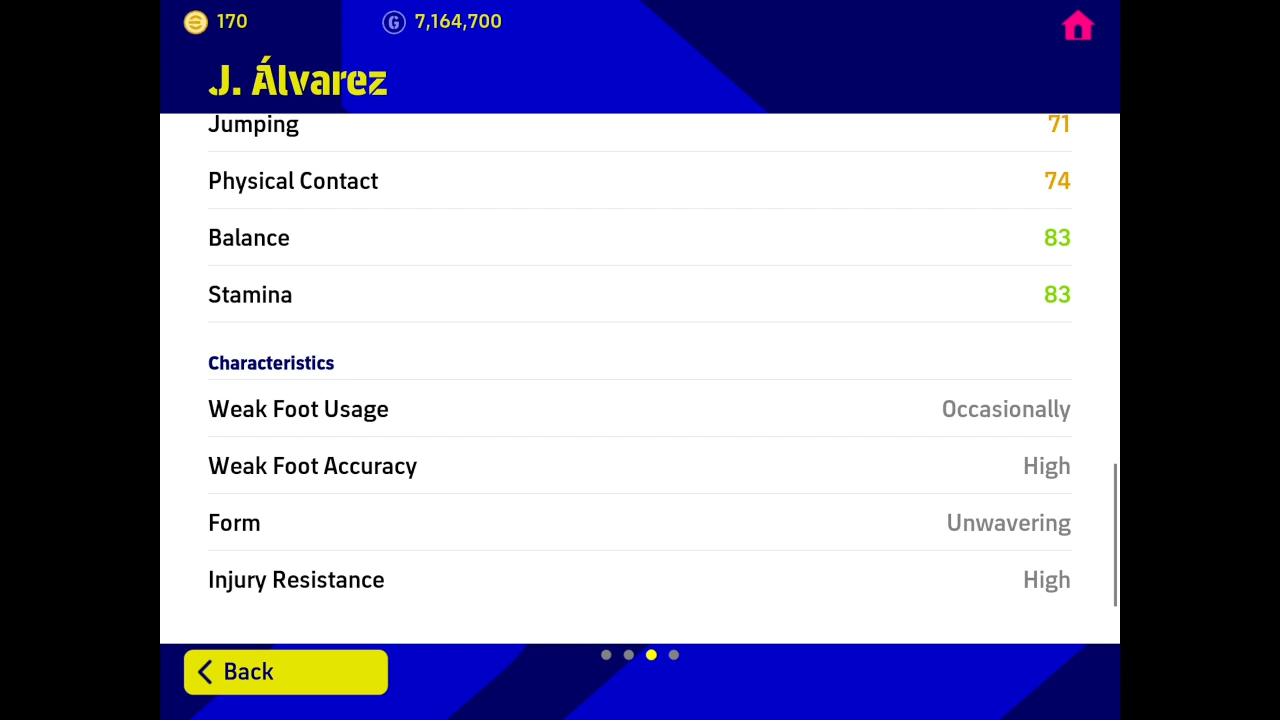 170 G 7,164,700
J. Álvarez
Jumping 71
Physical Contact 74
Balance 83
Stamina 83
Characteristics
Weak Foot Usage Occasionally
Weak Foot Accuracy High
Form Unwavering
Injury Resistance High
Back